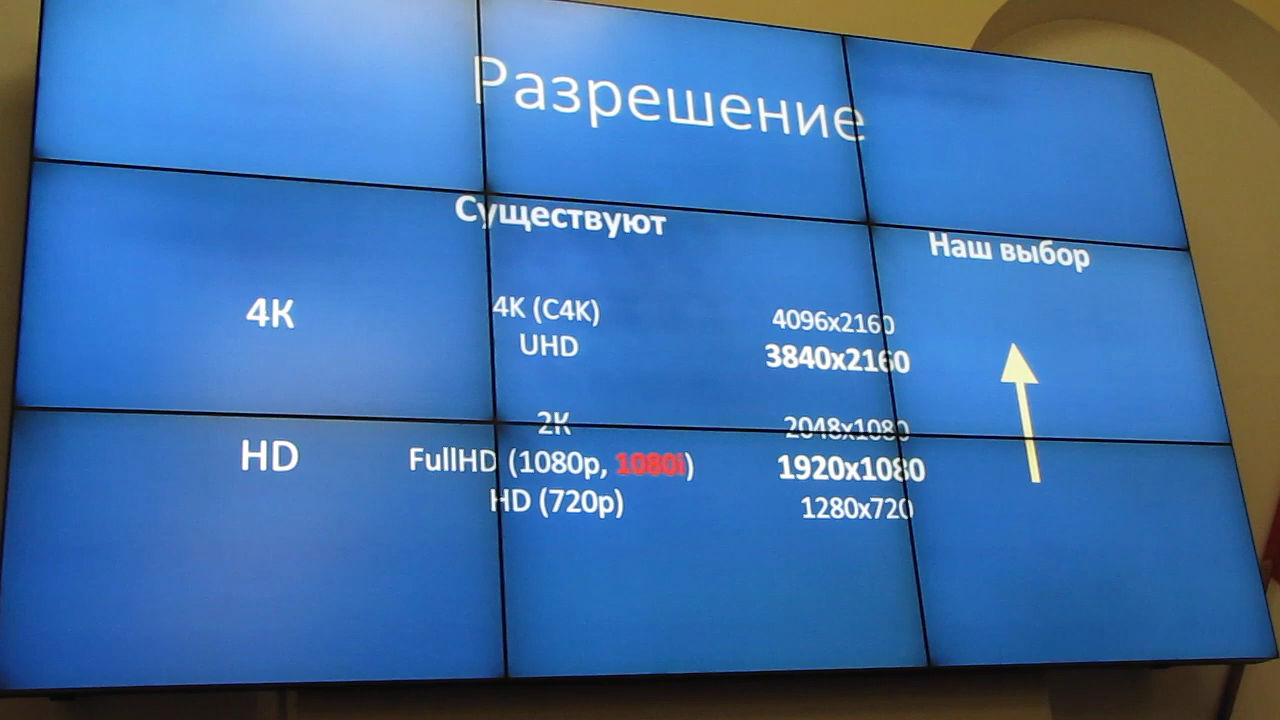 Разрешение
Существуют
Наш выбор
4K
4K (C4K) 4096x2160
UHD 3840x2160
2K 2048x1080
HD
FullHD (1080p, 1080i) 1920x1080
HD (720p) 1280x720